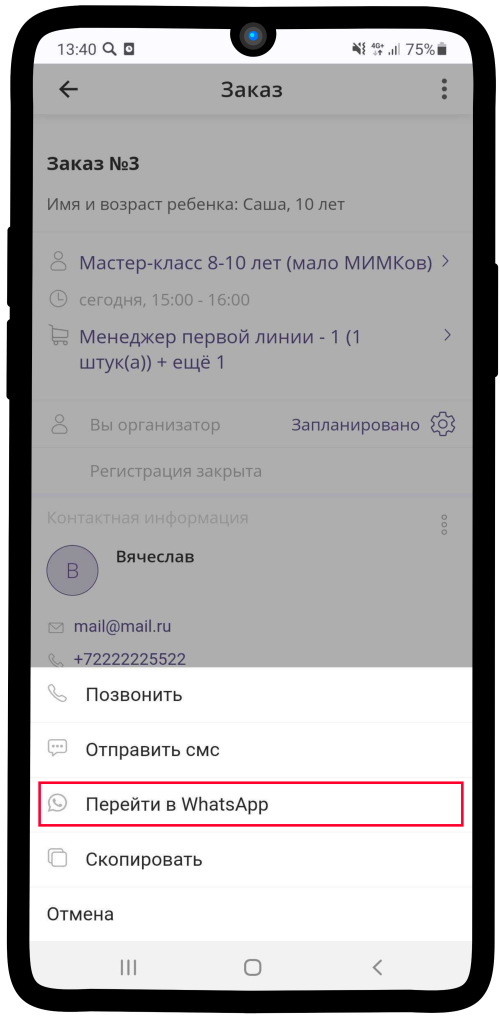 13:40 75%
4G+
Заказ
Заказ №3
Имя и возраст ребенка: Саша, 10 лет
Мастер-класс 8-10 лет (мало МИМКов)
сегодня, 15:00 - 16:00
Менеджер первой линии - 1 (1
штук(а)) + ещё 1
Вы организатор Запланировано
Регистрация закрыта
Контактная информация
В Вячеслав
mail@mail.ru
+72222225522
Позвонить
Отправить смс
Перейти в WhatsApp
Скопировать
Отмена